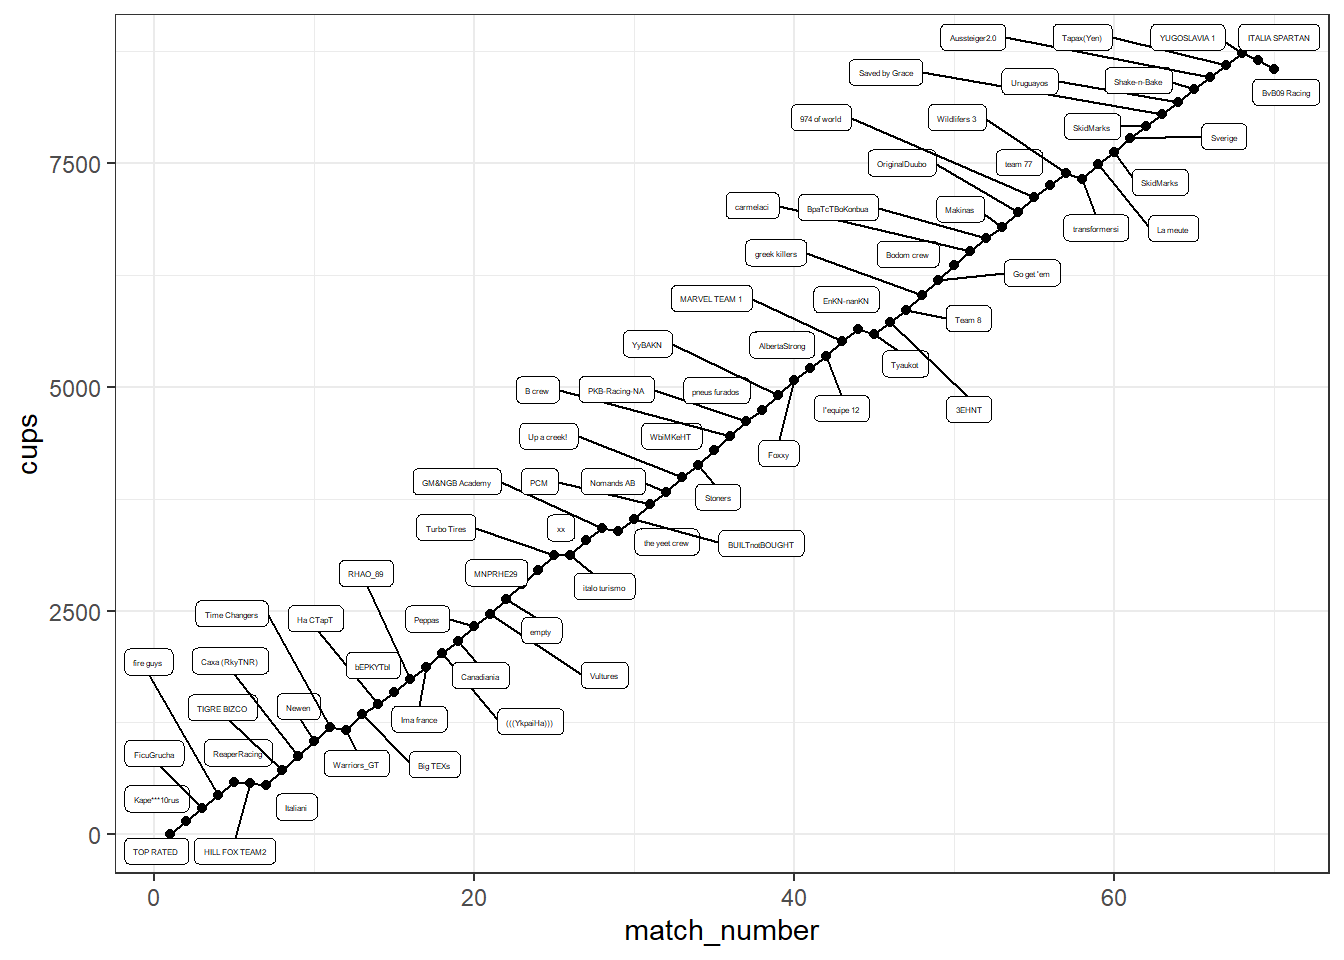 Aussteiger2.0
Tapax(Yen)
YUGOSLAVIA 1
ITALIA SPARTAN
Saved by Grace
Uruguayos
Shake-n-Bake
BvB09 Racing
974 of world
Wildlifers 3
SkidMarks
Sverige
OriginalDuubo
team 77
SkidMarks
7500
carmelaci
BpaTcTBoKonbua
Makinas
transformersi
La meute
greek killers
Bodom crew
Go get 'em
MARVEL TEAM 1
EnKN-nanKN
Team 8
YyBAKN
AlbertaStrong
Tyaukot
5000
B crew
PKB-Racing-NA
pneus furados
l"equipe 12
3EHNT
Up a creek!
WbiMKeHT
Foxxy
GM&NGB Academy
PCM
Nomands AB
Stoners
Turbo Tires
xx
the yeet crew
BUILTnotBOUGHT
RHAO_89
MNPRHE29
italo turismo
2500
Time Changers
Ha CTapT
Peppas
empty
fire guys
Caxa (RkyTNR)
bEPKYTbI
Canadiania
Vultures
TIGRE BIZCO
Newen
Ima france
(((YkpaiHa)))
FicuGrucha
ReaperRacing
Warriors_GT
Big TEXs
Kape***10rus
Italiani
0
TOP RATED
HILL FOX TEAM2
0
20
40
60
match_number
cups